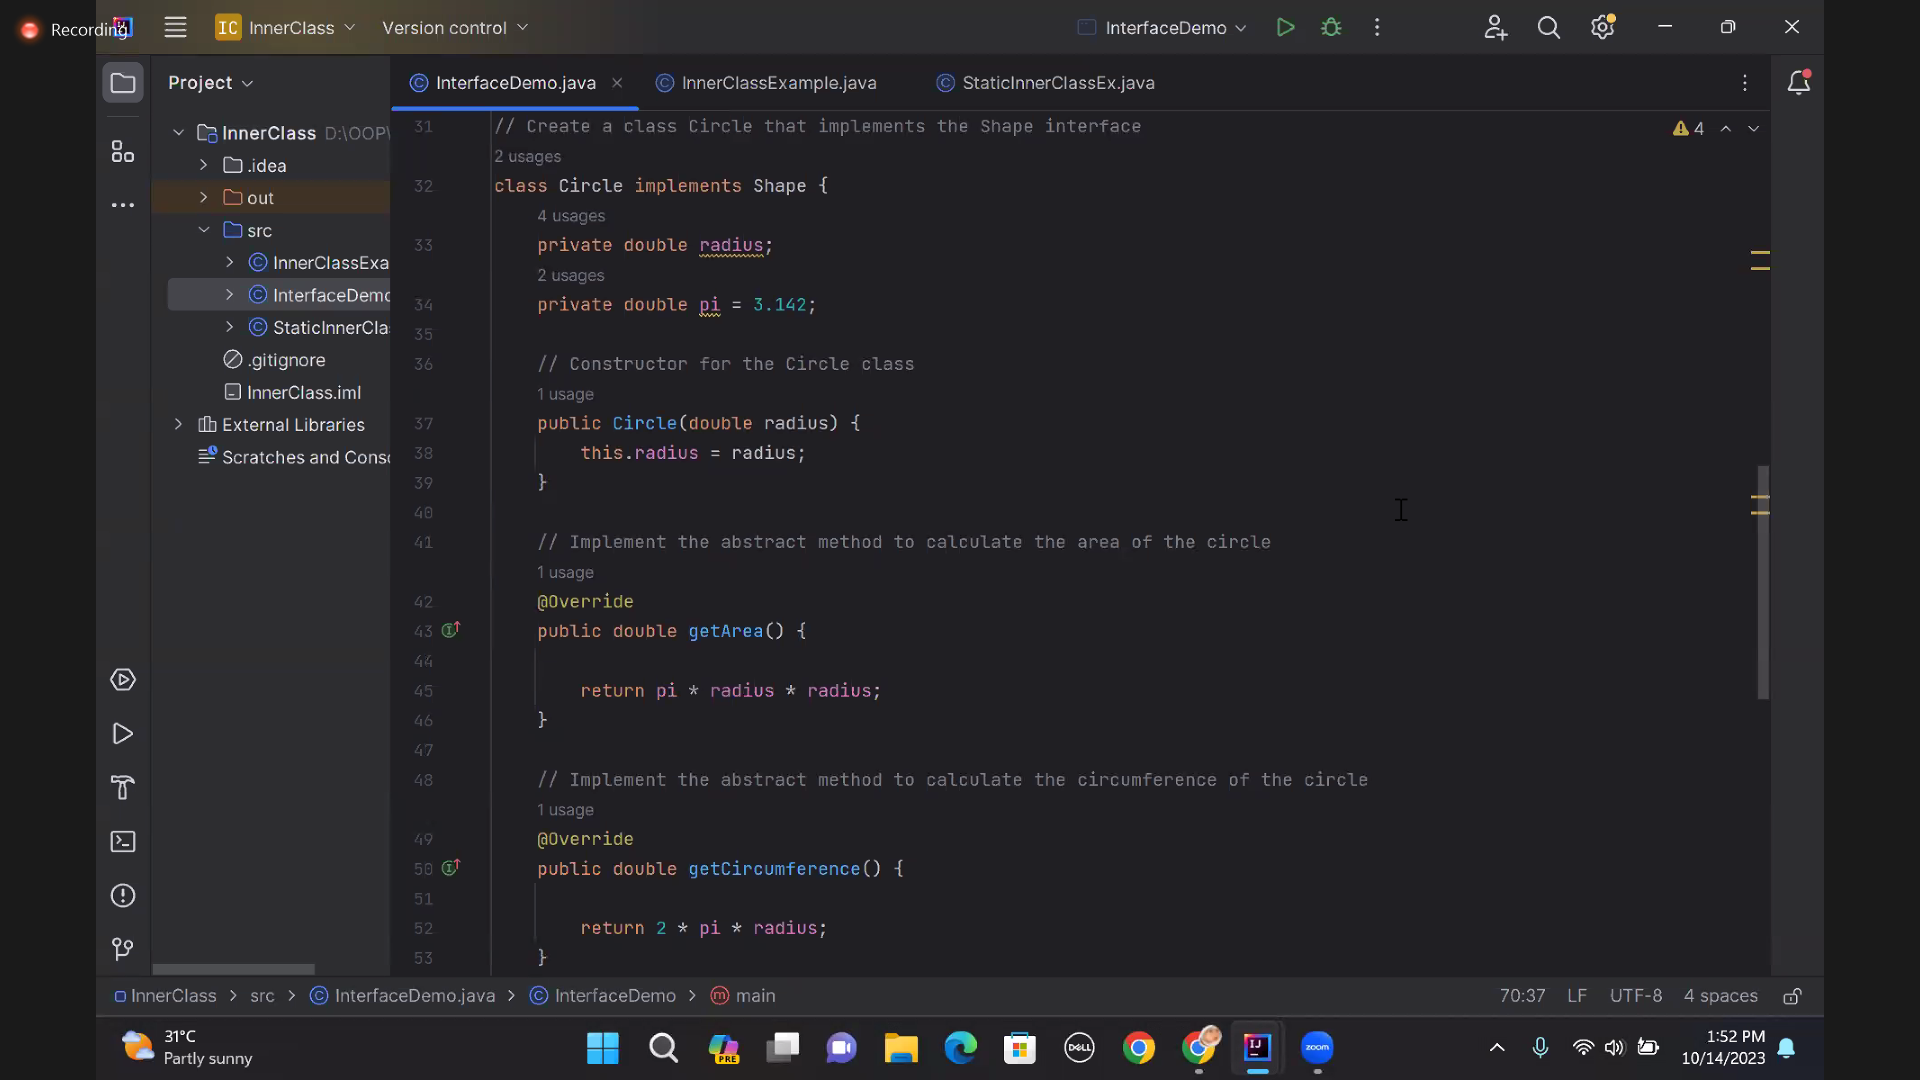 Recording
IC InnerClass
Version control
InterfaceDemo
Project
InterfaceDemo.java
InnerClassExample.java
StaticInnerClassEx.java
InnerClass D:\OOP\
.idea
out
src
InnerClassExa
InterfaceDemo
StaticInnerCla
.gitignore
InnerClass.iml
External Libraries
Scratches and Conso
4
31 // Create a class Circle that implements the Shape interface
2 usages
32 class Circle implements Shape {
4 usages
33 private double radius;
2 usages
34 private double pi = 3.142;
35
36 // Constructor for the Circle class
1 usage
37 public Circle(double radius) {
38 this.radius = radius;
39 }
40
41 // Implement the abstract method to calculate the area of the circle
1 usage
42 @Override
43 public double getArea() {
44
45 return pi * radius * radius;
46 }
47
48 // Implement the abstract method to calculate the circumference of the circle
1 usage
49 @Override
50 public double getCircumference() {
51
52 return 2 * pi * radius;
53 }
InnerClass > src > InterfaceDemo.java > InterfaceDemo > main
70:37 LF UTF-8 4 spaces
31°C
Partly sunny
PRE
DELL
IJ
zoom
1:52 PM
10/14/2023